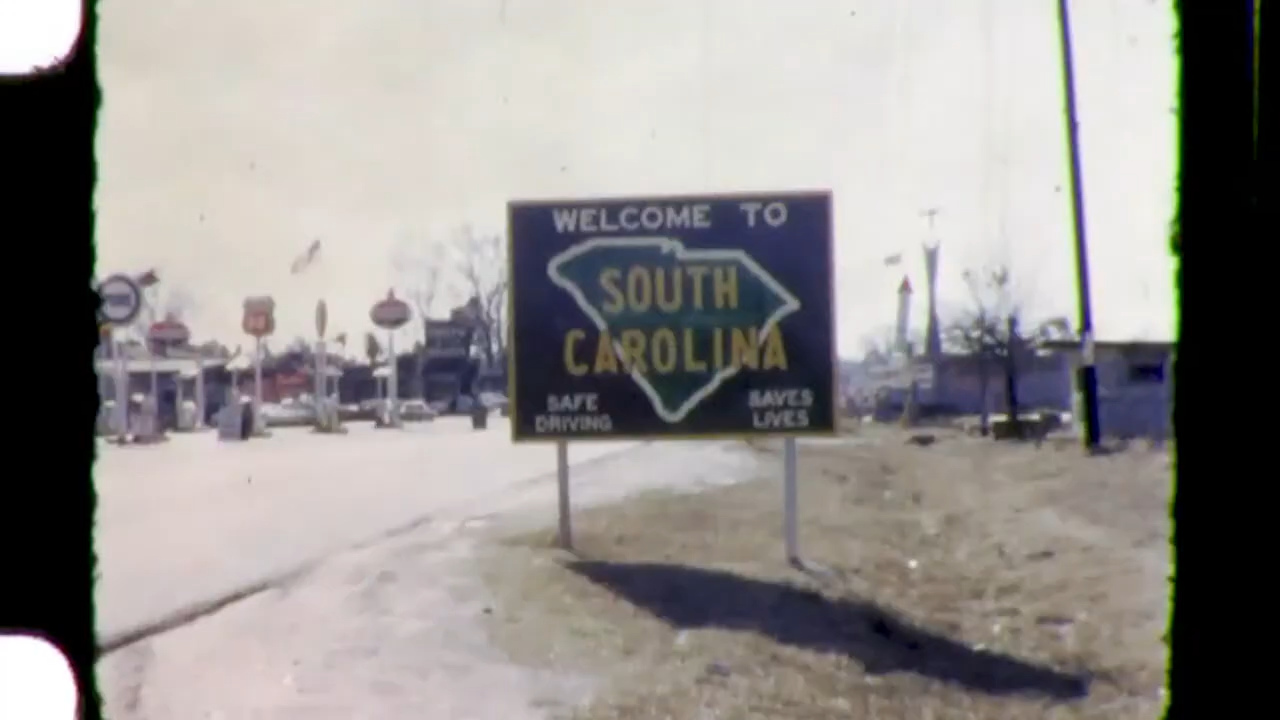 WELCOME TO
SOUTH
CAROLINA
SAFE
DRIVING
SAVES
LIVES